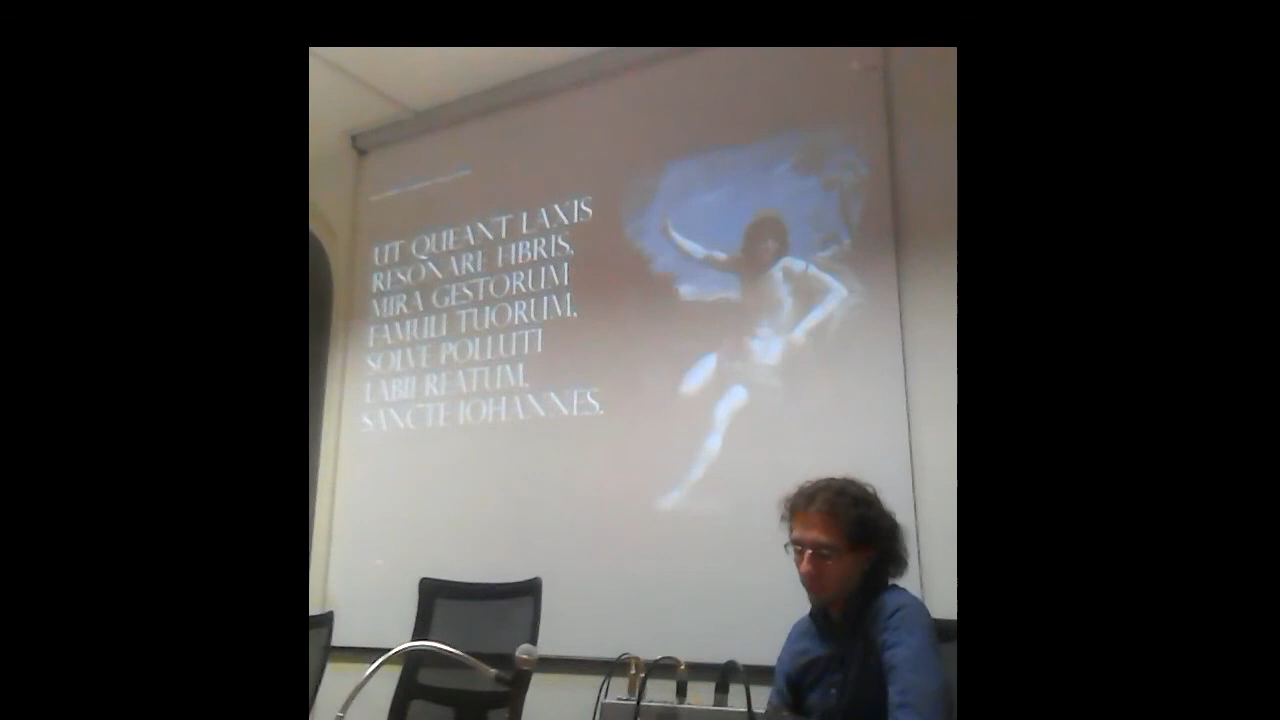 UT QUEANT LAXIS
RESONARE FIBRIS,
MIRA GESTORUM
FAMULI TUORUM,
SOLVE POLLUTI
LABII REATUM,
SANCTE IOHANNES.